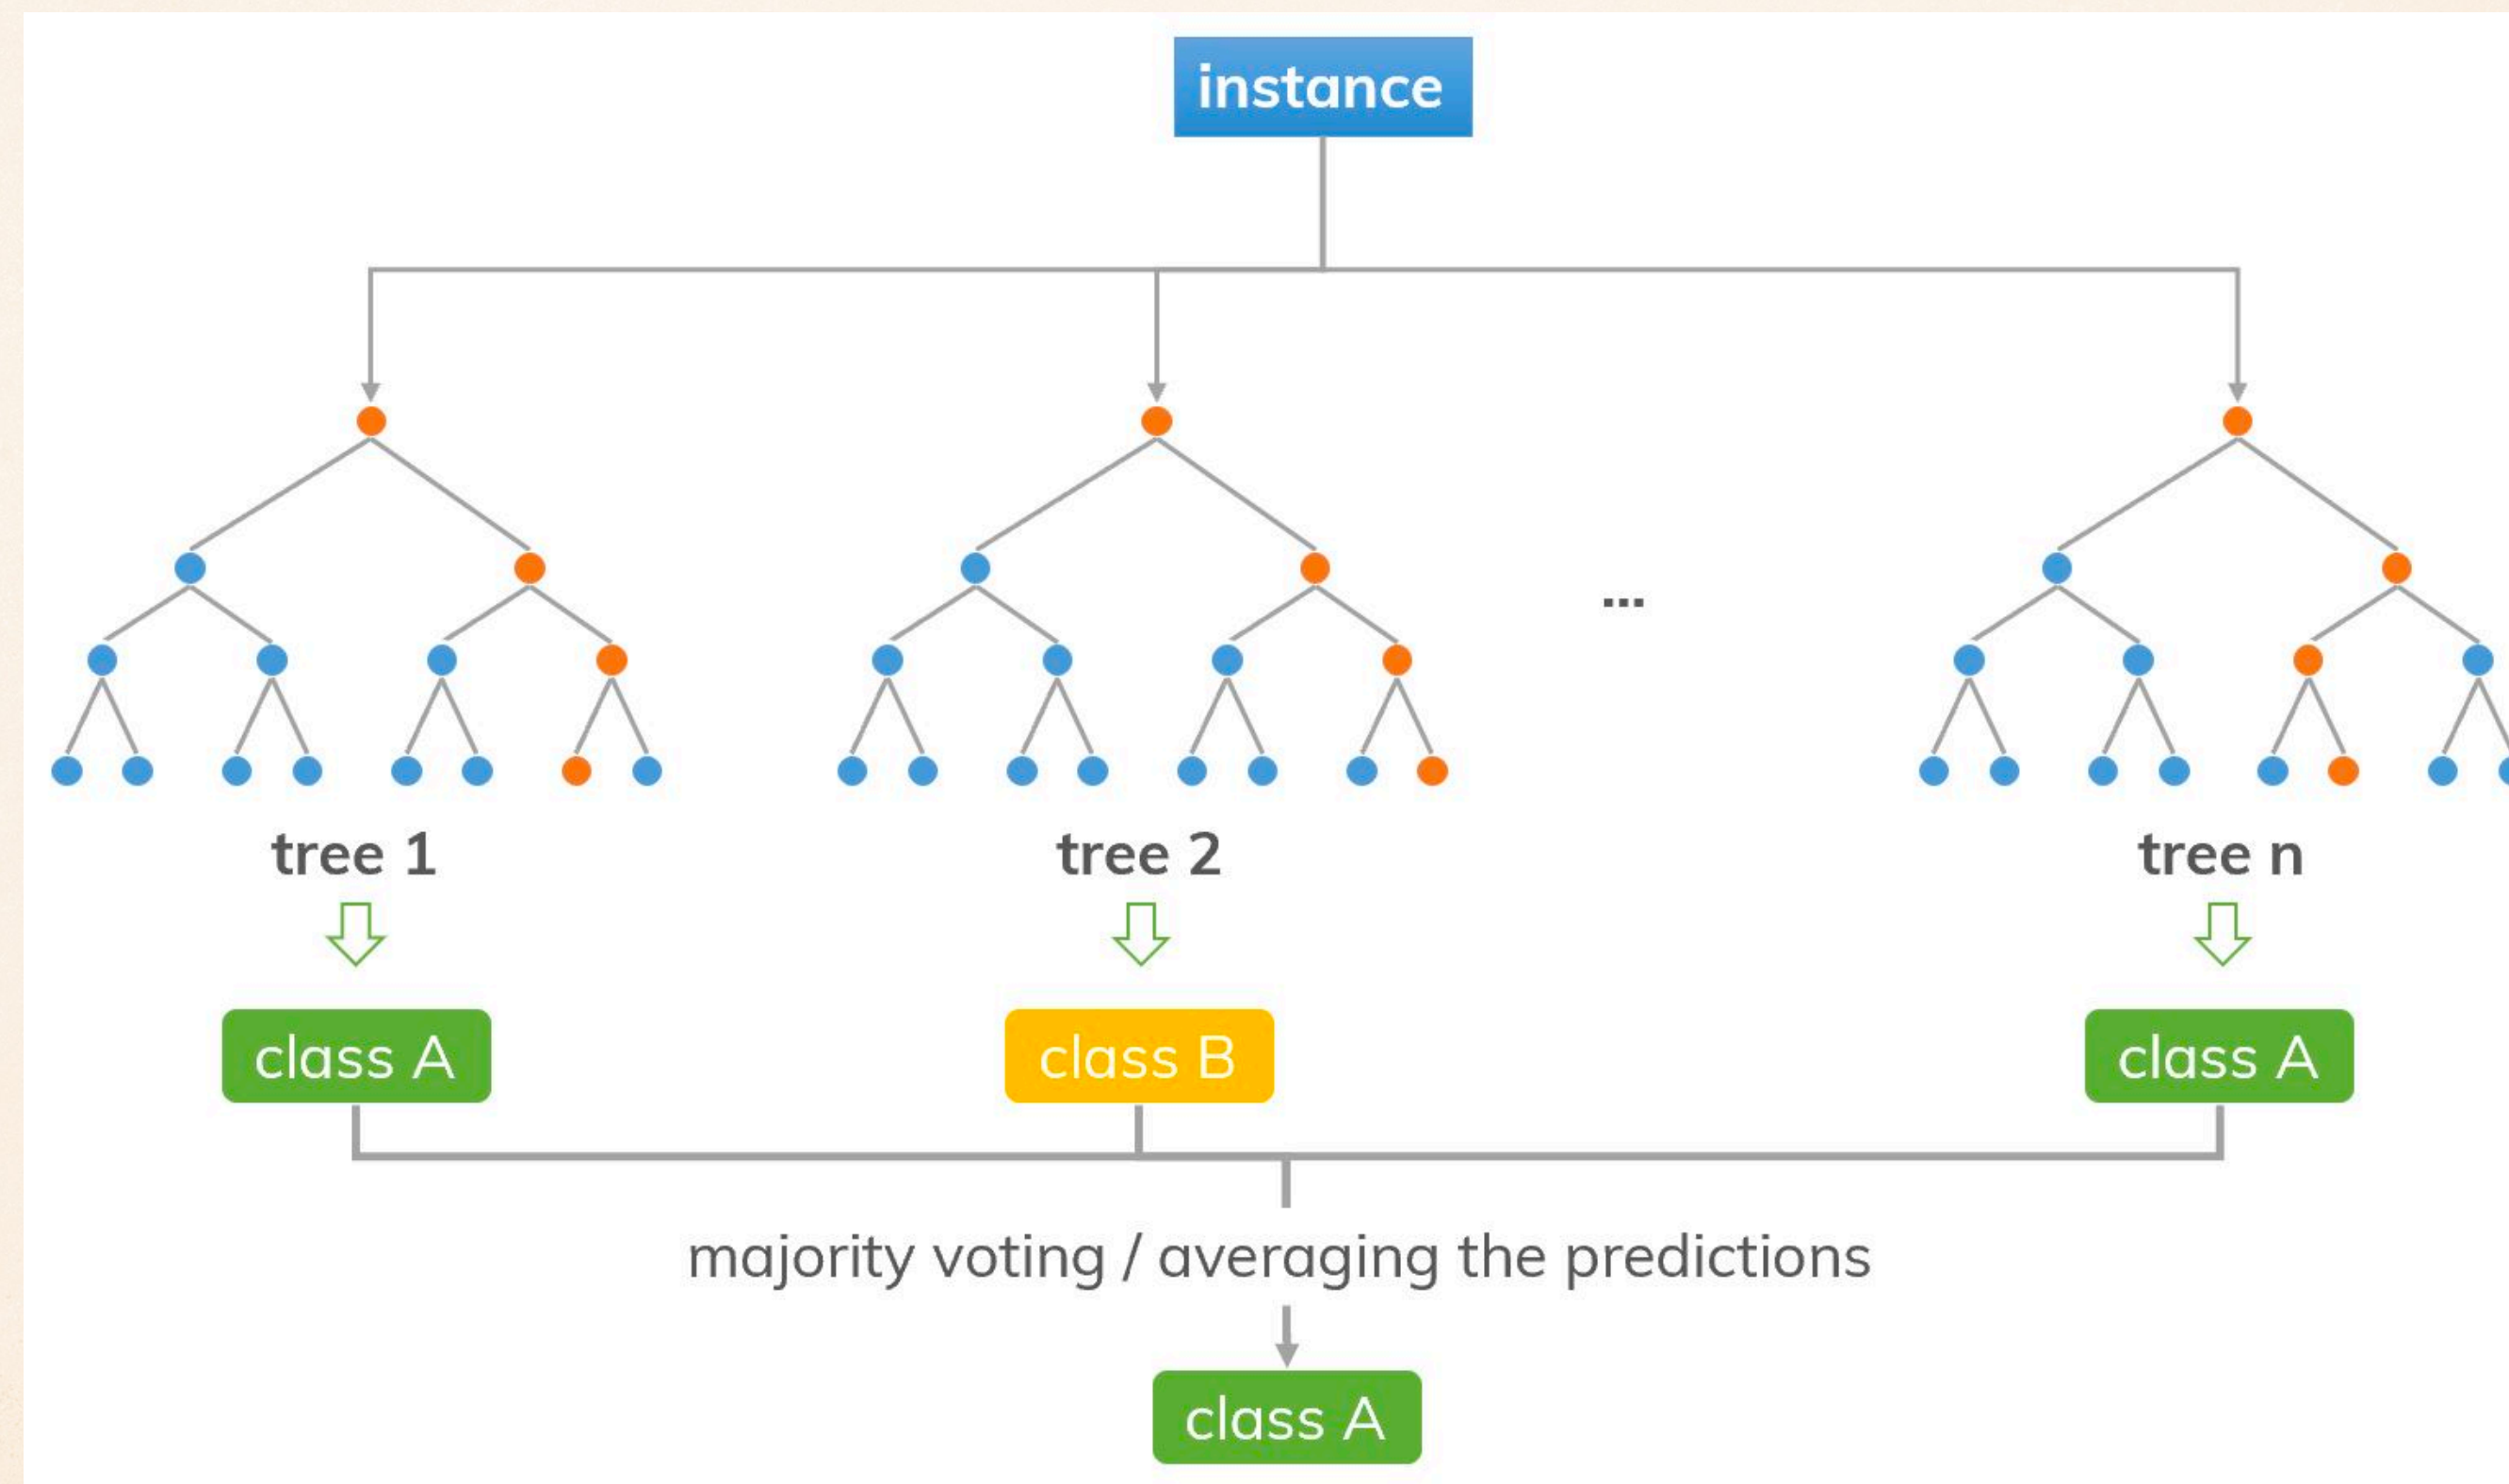 instance
...
tree 1
tree 2
tree n
class A
class B
class A
majority voting / averaging the predictions
class A